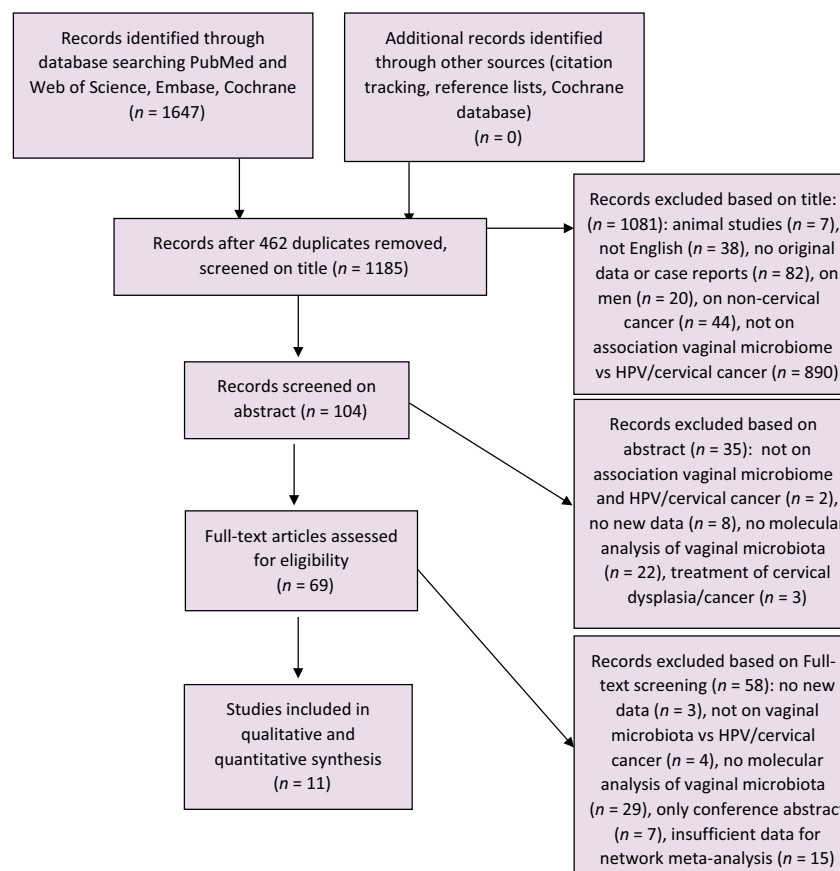 Records identified through
database searching PubMed and
Web of Science, Embase, Cochrane
(n = 1647)
Additional records identified
through other sources (citation
tracking, reference lists, Cochrane
database)
(n = 0)
Records after 462 duplicates removed,
screened on title (n = 1185)
Records excluded based on title:
(n = 1081): animal studies (n = 7),
not English (n = 38), no original
data or case reports (n = 82), on
men (n = 20), on non-cervical
cancer (n = 44), not on
association vaginal microbiome
vs HPV/cervical cancer (n = 890)
Records screened on
abstract (n = 104)
Records excluded based on
abstract (n = 35): not on
association vaginal microbiome
and HPV/cervical cancer (n = 2),
no new data (n = 8), no molecular
analysis of vaginal microbiota
(n = 22), treatment of cervical
dysplasia/cancer (n = 3)
Full-text articles assessed
for eligibility
(n = 69)
Records excluded based on Full-
text screening (n = 58): no new
data (n = 3), not on vaginal
microbiota vs HPV/cervical
cancer (n = 4), no molecular
analysis of vaginal microbiota
(n = 29), only conference abstract
(n = 7), insufficient data for
network meta-analysis (n = 15)
Studies included in
qualitative and
quantitative synthesis
(n = 11)